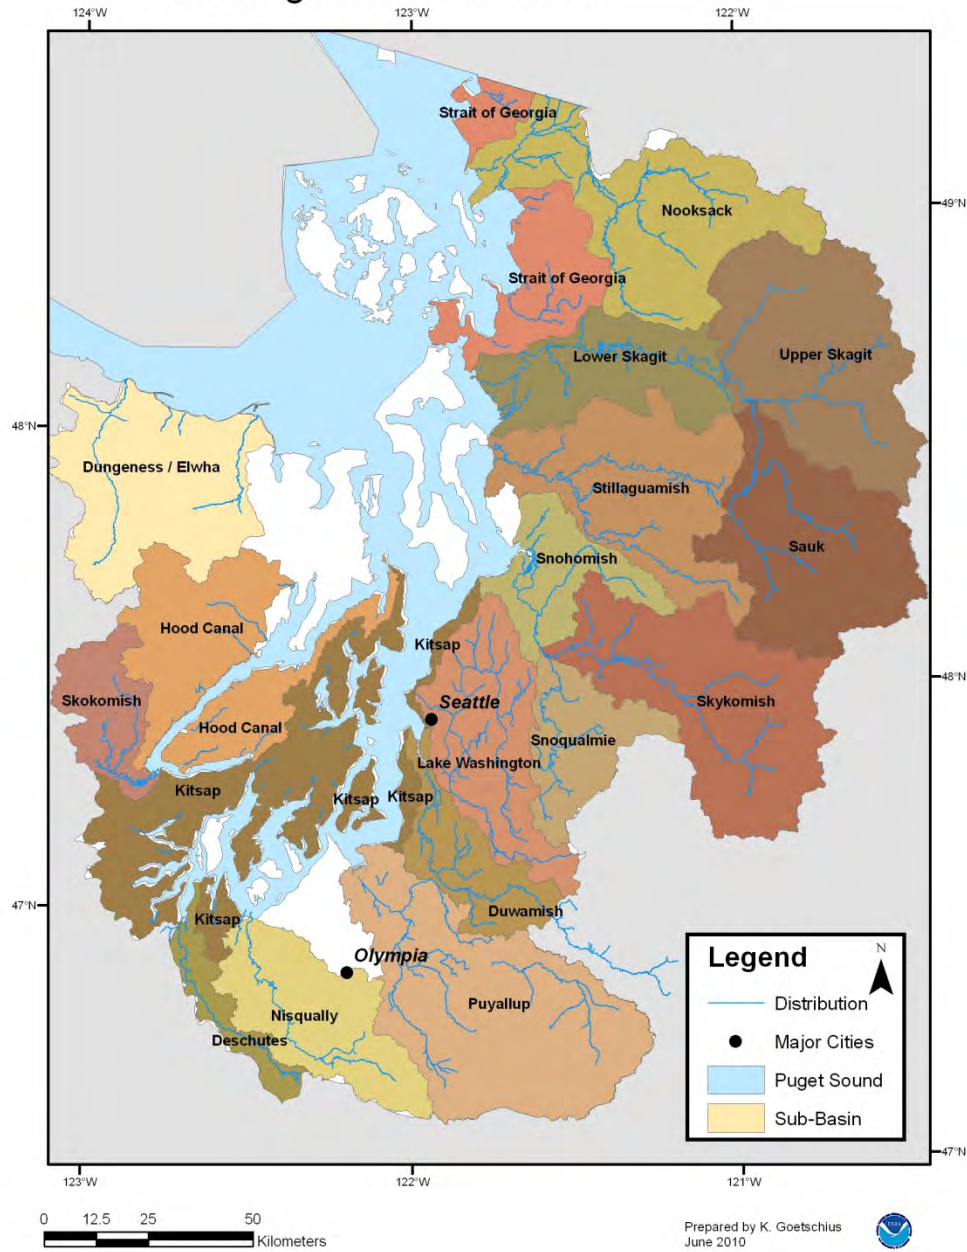 124°W 123°W 122°W
Strait of Georgia
49°N
Nooksack
Strait of Georgia
Lower Skagit
Upper Skagit
48°N
Dungeness / Elwha
Stillaguamish
Sauk
Snohomish
Hood Canal
Kitsap
48°N
Skokomish
Seattle
Skykomish
Hood Canal
Snoqualmie
Lake Washington
Kitsap
Kitsap
Kitsap
47°N
Kitsap
Duwamish
Olympia
Puyallup
Nisqually
Deschutes
Legend
N
Distribution
Major Cities
Puget Sound
Sub-Basin
47°N
123°W 122°W 121°W
0 12.5 25 50
Kilometers
Prepared by K. Goetschius
June 2010